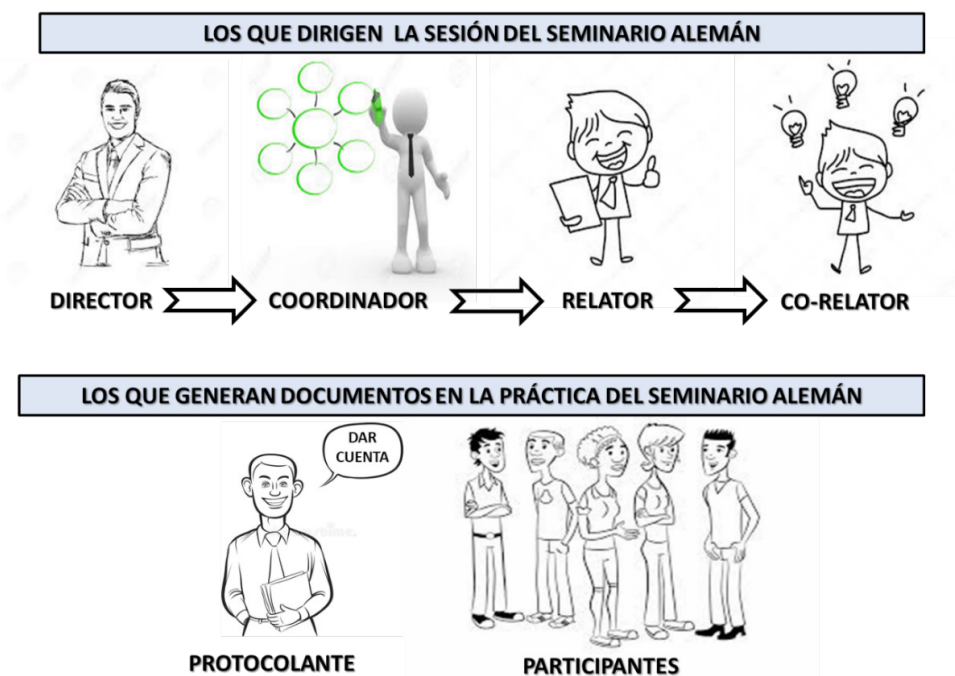 LOS QUE DIRIGEN LA SESIÓN DEL SEMINARIO ALEMÁN
DIRECTOR
COORDINADOR
RELATOR
CO-RELATOR
LOS QUE GENERAN DOCUMENTOS EN LA PRÁCTICA DEL SEMINARIO ALEMÁN
DAR
CUENTA
PROTOCOLANTE
PARTICIPANTES